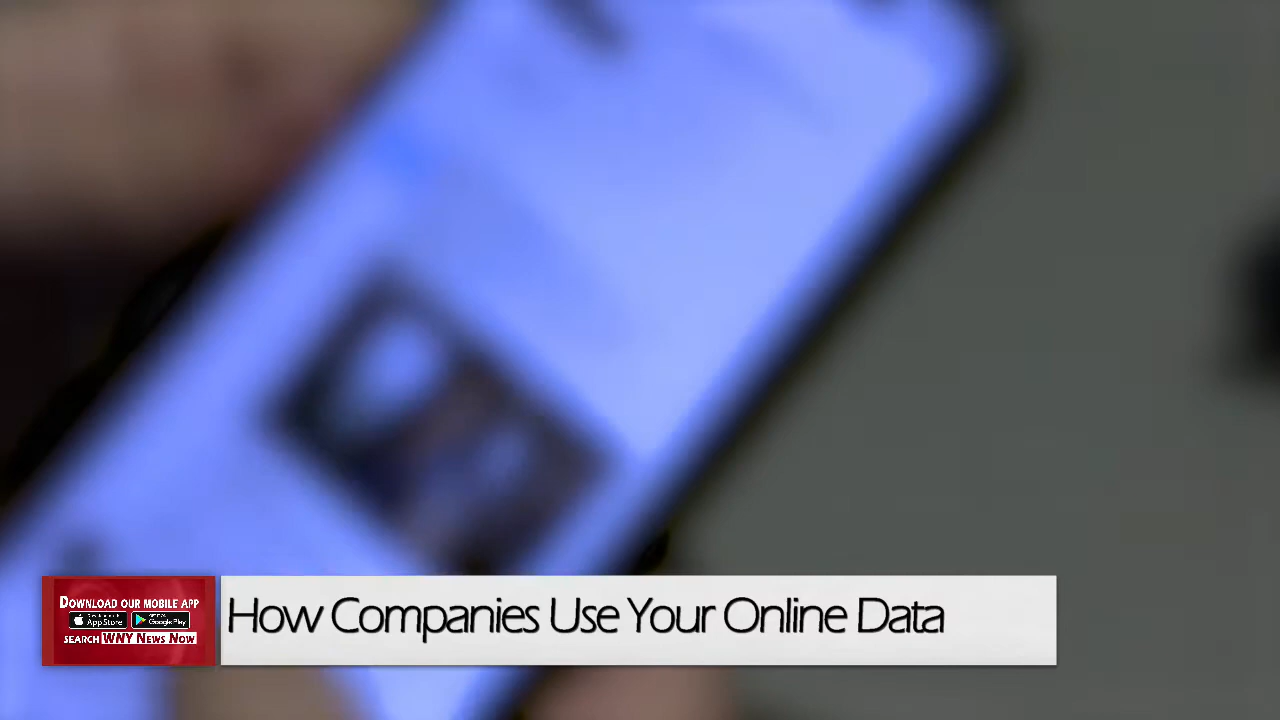 DOWNLOAD OUR MOBILE APP
App Store
Google Play
SEARCH WNY NEWS NOW
How Companies Use Your Online Data